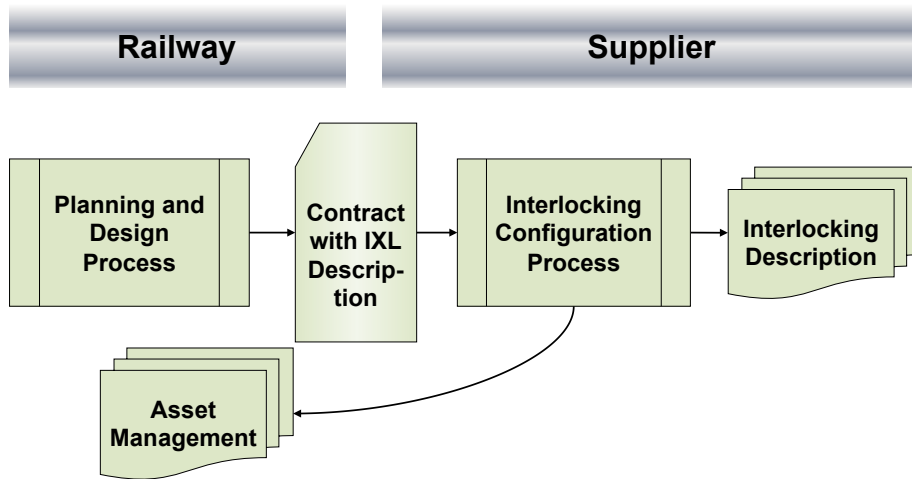 Railway
Supplier
Planning and
Design
Process
Contract
with IXL
Descrip-
tion
Interlocking
Configuration
Process
Interlocking
Description
Asset
Management